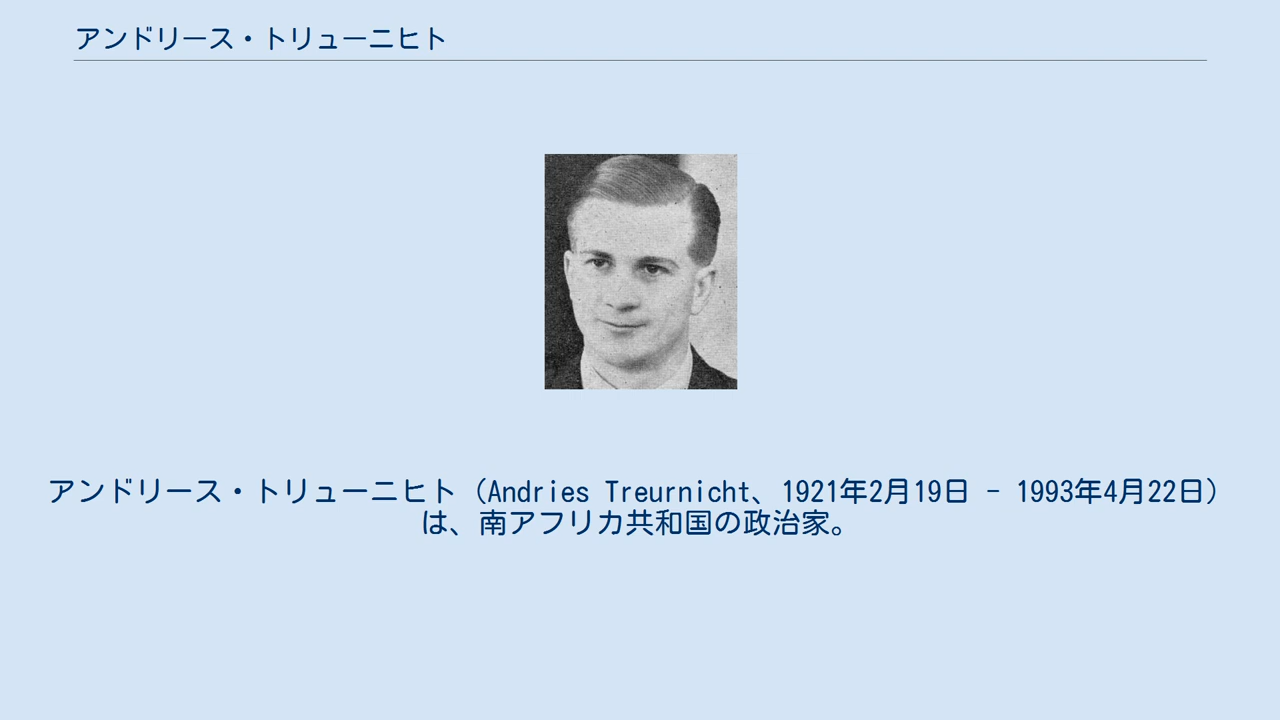 アンドリース・トリューニヒト
アンドリース・トリューニヒト（Andries Treurnicht、1921年2月19日 - 1993年4月22日）
は、南アフリカ共和国の政治家。